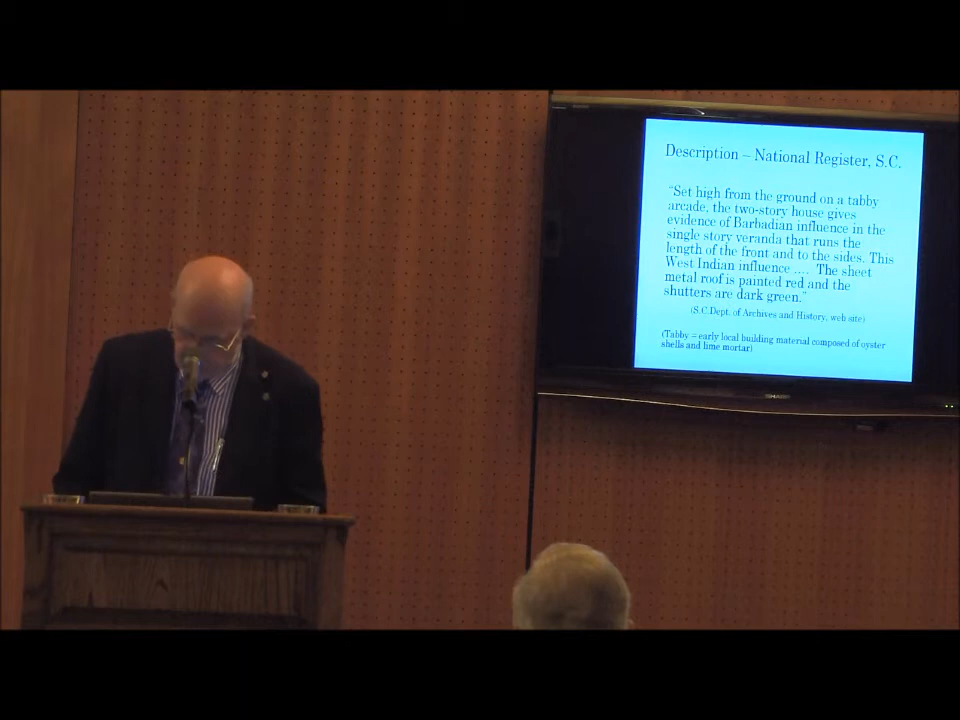 Description – National Register, S.C.
"Set high from the ground on a tabby
arcade, the two-story house gives
evidence of Barbadian influence in the
single story veranda that runs the
length of the front and to the sides. This
West Indian influence .... The sheet
metal roof is painted red and the
shutters are dark green."
(S.C.Dept. of Archives and History, web site)
(Tabby = early local building material composed of oyster
shells and lime mortar)
SHARP